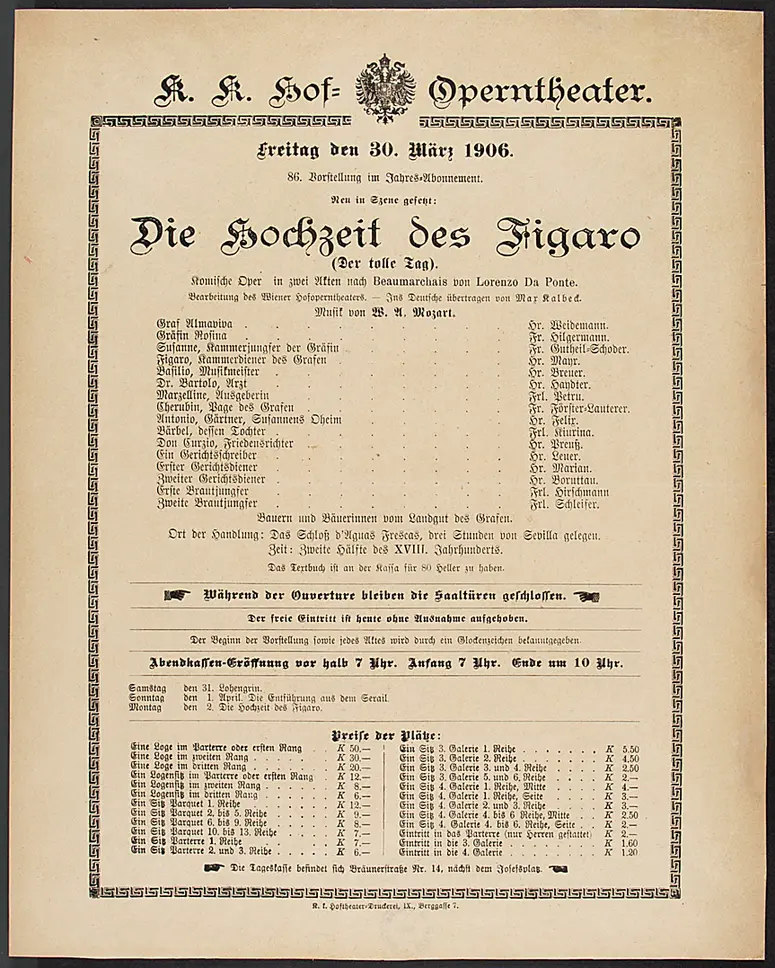 K. K. Hof- Operntheater.
Freitag den 30. März 1906.
86. Vorstellung im Jahres-Abonnement.
Neu in Szene gesetzt:
Die Hochzeit des Figaro
(Der tolle Tag).
Komische Oper in zwei Akten nach Beaumarchais von Lorenzo Da Ponte.
Bearbeitung des Wiener Hofoperntheaters. — Ins Deutsche übertragen von Max Kalbeck.
Musik von W. A. Mozart.
Graf Almaviva . . . . . . . Hr. Weidemann.
Gräfin Rosina . . . . . . . Fr. Hilgermann.
Susanne, Kammerjungfer der Gräfin . . . . . Fr. Gutheil-Schoder.
Figaro, Kammerdiener des Grafen . . . . . Hr. Mayr.
Basilio, Musikmeister . . . . . . Hr. Breuer.
Dr. Bartolo, Arzt . . . . . . Hr. Haydter.
Marzelline, Ausgeberin . . . . . . Frl. Petru.
Cherubin, Page des Grafen . . . . . Fr. Förster-Lauterer.
Antonio, Gärtner, Susannens Oheim . . . . . Hr. Felix.
Bärbel, dessen Tochter . . . . . . Frl. Kiurina.
Don Curzio, Friedensrichter . . . . . Hr. Preuß.
Ein Gerichtsschreiber . . . . . . Hr. Leuer.
Erster Gerichtsdiener . . . . . . Hr. Marian.
Zweiter Gerichtsdiener . . . . . . Hr. Boruttau.
Erste Brautjungfer . . . . . . Frl. Hirschmann
Zweite Brautjungfer . . . . . . Frl. Schleifer.
Bauern und Bäuerinnen vom Landgut des Grafen.
Ort der Handlung: Das Schloß d'Aguas Frescas, drei Stunden von Sevilla gelegen.
Zeit: Zweite Hälfte des XVIII. Jahrhunderts.
Das Textbuch ist an der Kassa für 80 Heller zu haben.
Während der Ouverture bleiben die Saaltüren geschlossen.
Der freie Eintritt ist heute ohne Ausnahme aufgehoben.
Der Beginn der Vorstellung sowie jedes Aktes wird durch ein Glockenzeichen bekanntgegeben.
Abendkassen-Eröffnung vor halb 7 Uhr. Anfang 7 Uhr. Ende um 10 Uhr.
Samstag den 31. Lohengrin.
Sonntag den 1. April. Die Entführung aus dem Serail.
Montag den 2. Die Hochzeit des Figaro.
Preise der Plätze:
Eine Loge im Parterre oder ersten Rang . . K 50.—
Eine Loge im zweiten Rang . . . . . K 30.—
Eine Loge im dritten Rang . . . . . K 20.—
Ein Logensitz im Parterre oder ersten Rang . K 12.—
Ein Logensitz im zweiten Rang . . . . K 8.—
Ein Logensitz im dritten Rang . . . . K 6.—
Ein Sitz Parquet 1. Reihe . . . . . K 12.—
Ein Sitz Parquet 2. bis 5. Reihe . . . . K 9.—
Ein Sitz Parquet 6. bis 9. Reihe . . . . K 8.—
Ein Sitz Parquet 10. bis 13. Reihe . . . . K 7.—
Ein Sitz Parterre 1. Reihe . . . . . K 7.—
Ein Sitz Parterre 2. und 3. Reihe . . . . K 6.—
Ein Sitz 3. Galerie 1. Reihe . . . . . . K 5.50
Ein Sitz 3. Galerie 2. Reihe . . . . . . K 4.50
Ein Sitz 3. Galerie 3. und 4. Reihe . . . . K 2.50
Ein Sitz 3. Galerie 5. und 6. Reihe . . . . K 2.—
Ein Sitz 4. Galerie 1. Reihe, Mitte . . . . K 4.—
Ein Sitz 4. Galerie 1. Reihe, Seite . . . . K 3.—
Ein Sitz 4. Galerie 2. und 3. Reihe . . . . K 3.—
Ein Sitz 4. Galerie 4. bis 6 Reihe, Mitte . . K 2.50
Ein Sitz 4. Galerie 4. bis 6. Reihe, Seite . . K 2.—
Eintritt in das Parterre (nur Herren gestattet) K 2.—
Eintritt in die 3. Galerie . . . . . . K 1.60
Eintritt in die 4. Galerie . . . . . . K 1.20
Die Tageskasse befindet sich Bräunerstraße Nr. 14, nächst dem Josefsplatz.
K. k. Hoftheater-Druckerei, IX., Berggasse 7.